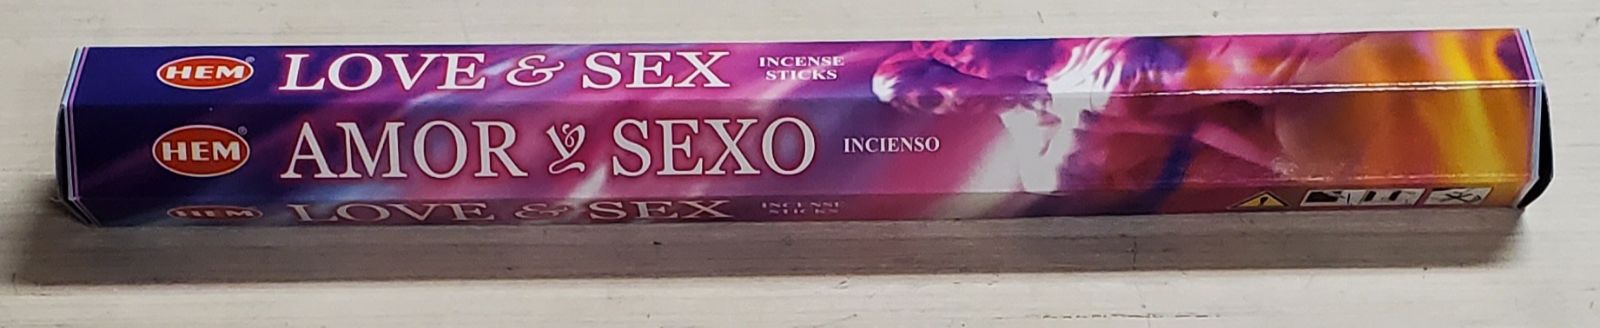 HEM® LOVE & SEX INCENSE STICKS
HEM® AMOR y SEXO INCIENSO
HEM LOVE & SEX INCENSE STICKS